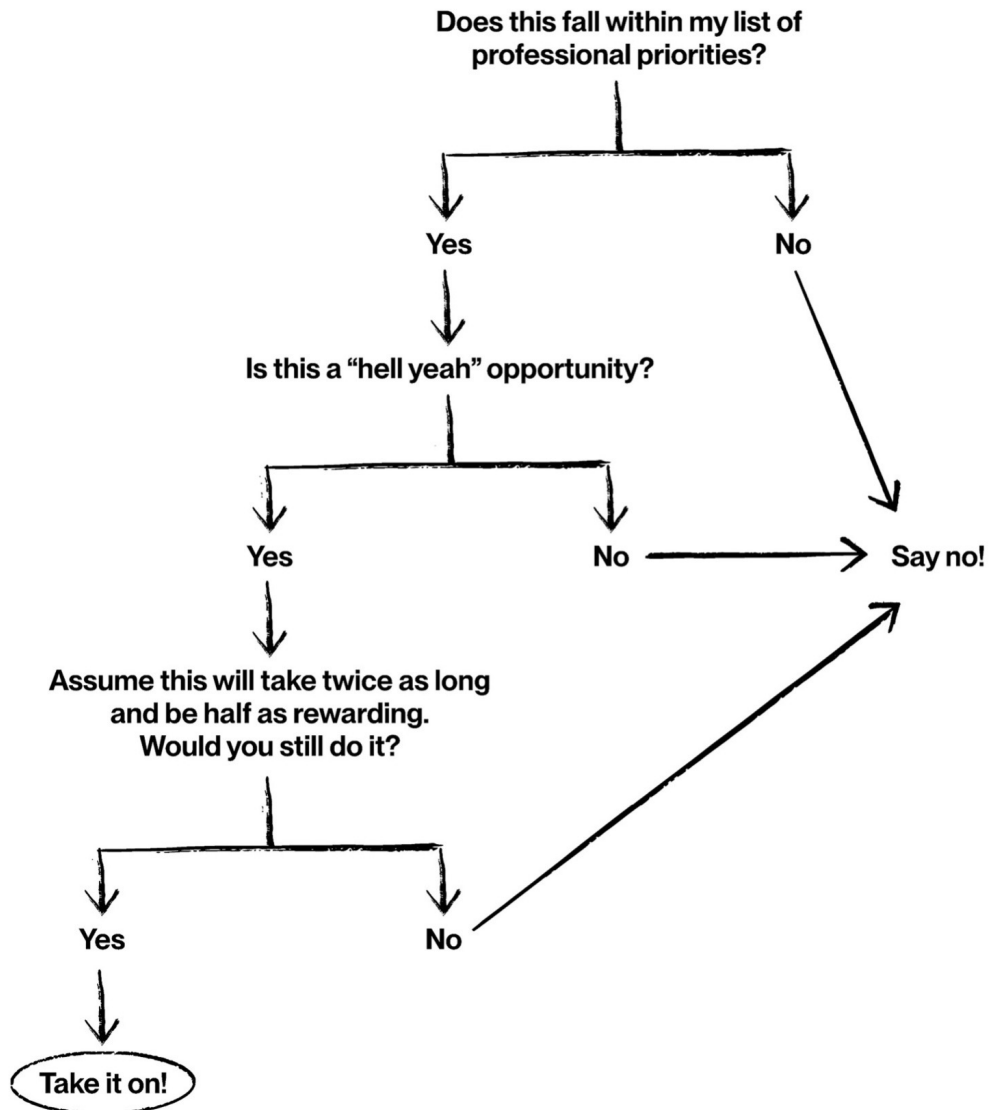 Does this fall within my list of
professional priorities?
Yes
No
Is this a “hell yeah” opportunity?
Yes
No
Say no!
Assume this will take twice as long
and be half as rewarding.
Would you still do it?
Yes
No
Take it on!